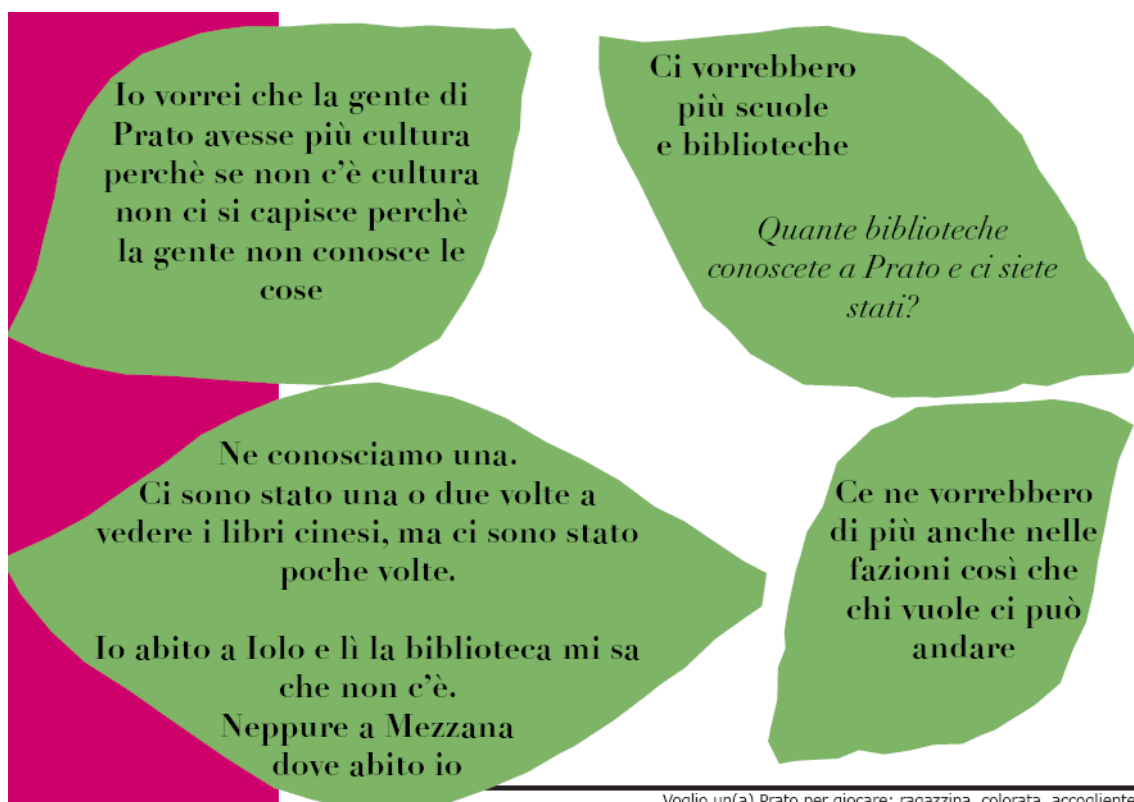 Io vorrei che la gente di
Prato avesse più cultura
perchè se non c'è cultura
non ci si capisce perchè
la gente non conosce le
cose
Ci vorrebbero
più scuole
e biblioteche
Quante biblioteche
conoscete a Prato e ci siete
stati?
Ne conosciamo una.
Ci sono stato una o due volte a
vedere i libri cinesi, ma ci sono stato
poche volte.
Io abito a Iolo e lì la biblioteca mi sa
che non c'è.
Neppure a Mezzana
dove abito io
Ce ne vorrebbero
di più anche nelle
fazioni così che
chi vuole ci può
andare
Voglio un(a) Prato per giocare: ragazzina, colorata, accogliente